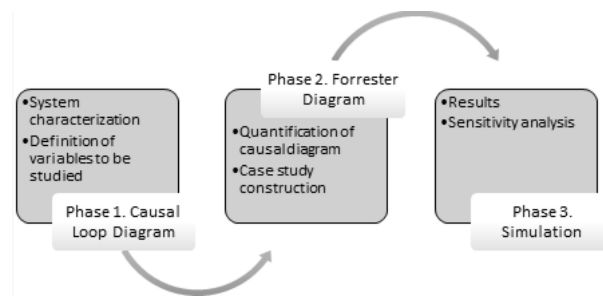 •System
characterization
•Definition of
variables to be
studied
Phase 1. Causal
Loop Diagram
Phase 2. Forrester
Diagram
•Quantification of
causal diagram
•Case study
construction
•Results
•Sensitivity analysis
Phase 3.
Simulation